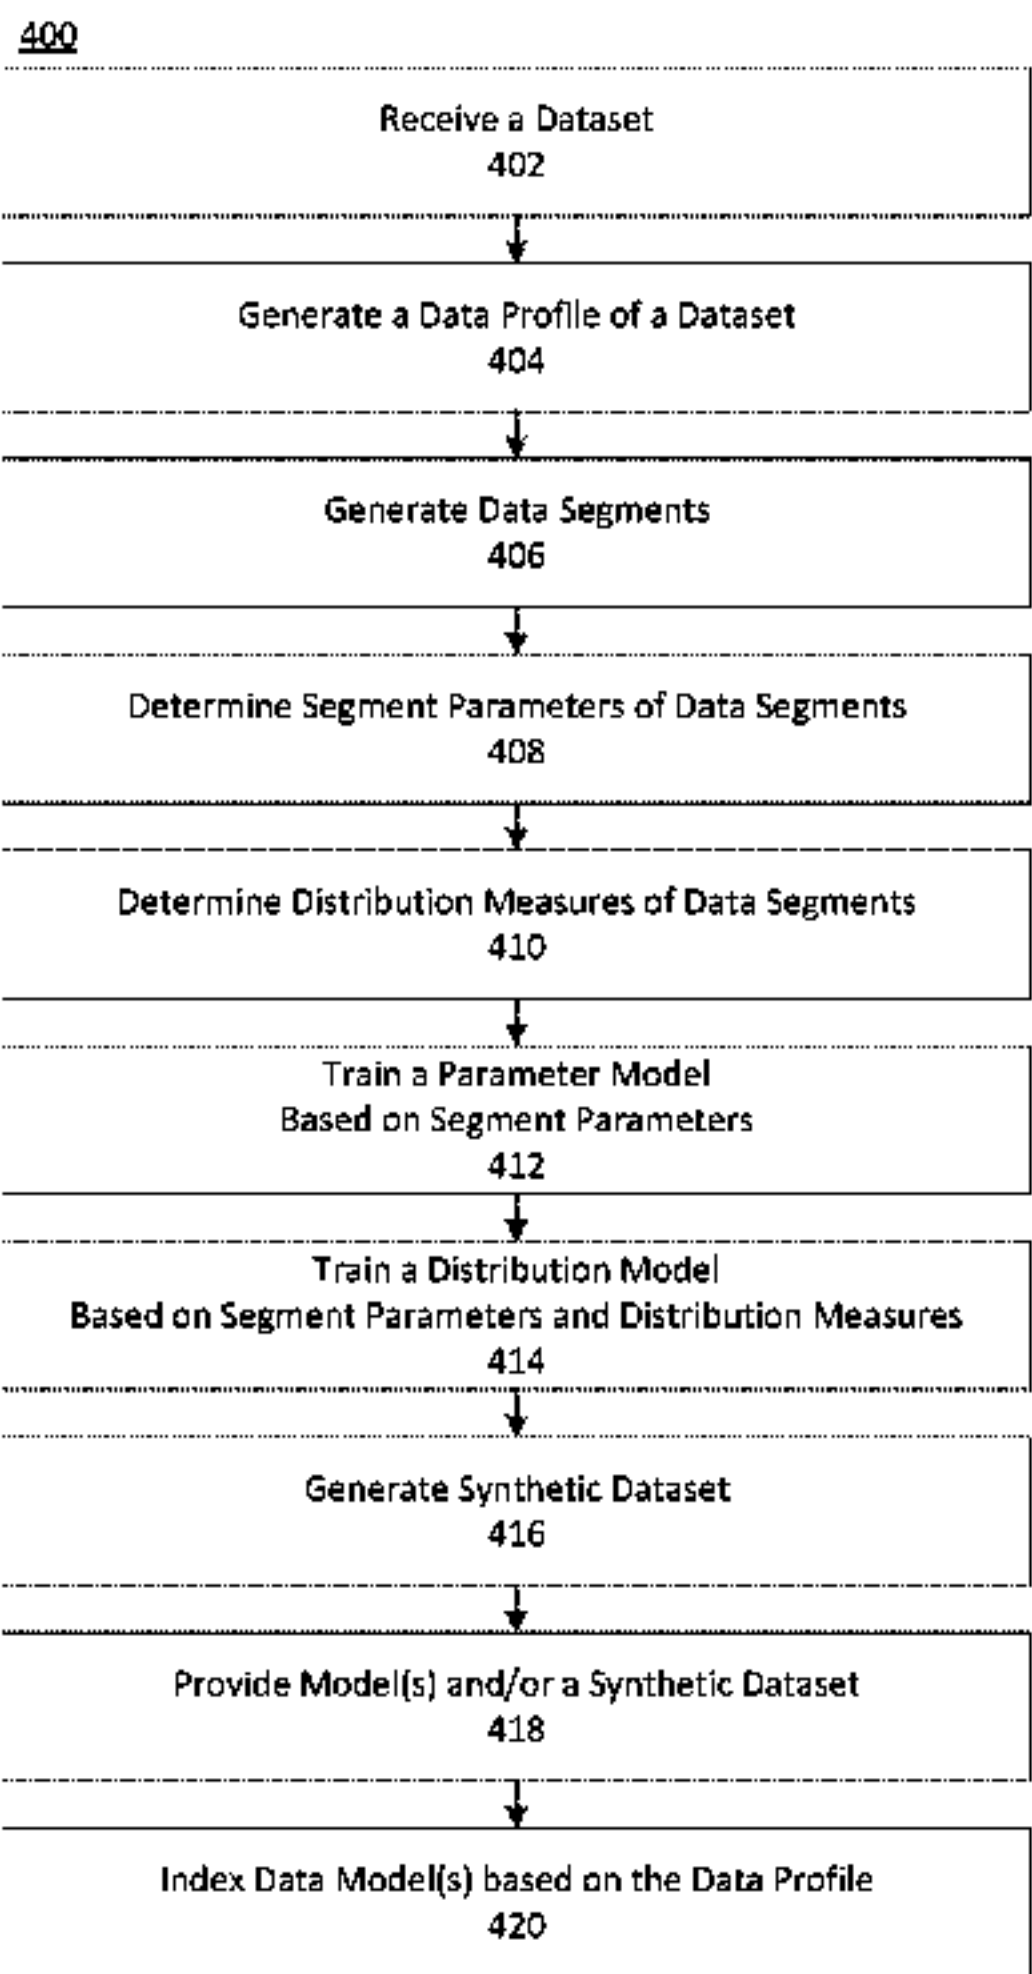 400
Receive a Dataset
402
Generate a Data Profile of a Dataset
404
Generate Data Segments
406
Determine Segment Parameters of Data Segments
408
Determine Distribution Measures of Data Segments
410
Train a Parameter Model
Based on Segment Parameters
412
Train a Distribution Model
Based on Segment Parameters and Distribution Measures
414
Generate Synthetic Dataset
416
Provide Model(s) and/or a Synthetic Dataset
418
Index Data Model(s) based on the Data Profile
420